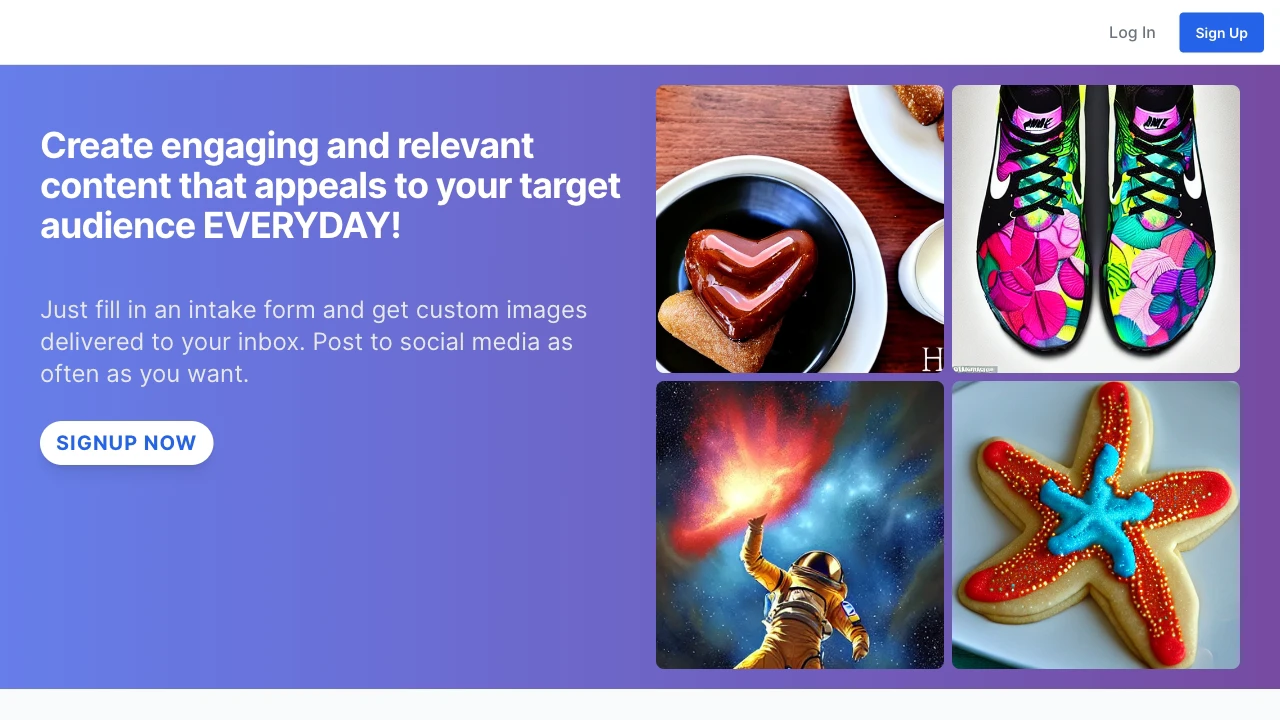 Log In
Sign Up
Create engaging and relevant
content that appeals to your target
audience EVERYDAY!
Just fill in an intake form and get custom images
delivered to your inbox. Post to social media as
often as you want.
SIGNUP NOW
H